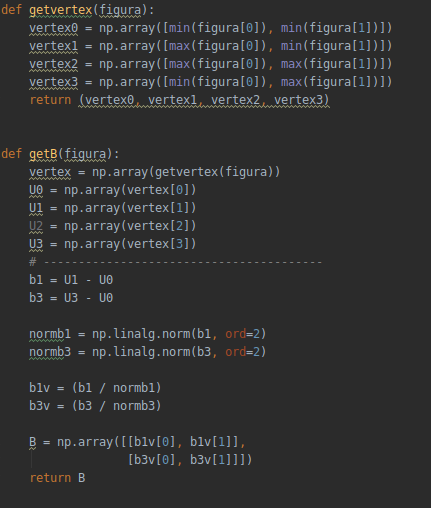 def getvertex(figura):
    vertex0 = np.array([min(figura[0]), min(figura[1])])
    vertex1 = np.array([max(figura[0]), min(figura[1])])
    vertex2 = np.array([max(figura[0]), max(figura[1])])
    vertex3 = np.array([min(figura[0]), max(figura[1])])
    return (vertex0, vertex1, vertex2, vertex3)
def getB(figura):
    vertex = np.array(getvertex(figura))
    U0 = np.array(vertex[0])
    U1 = np.array(vertex[1])
    U2 = np.array(vertex[2])
    U3 = np.array(vertex[3])
    # ----------------------------------------
    b1 = U1 - U0
    b3 = U3 - U0
    normb1 = np.linalg.norm(b1, ord=2)
    normb3 = np.linalg.norm(b3, ord=2)
    b1v = (b1 / normb1)
    b3v = (b3 / normb3)
    B = np.array([[b1v[0], b1v[1]],
                  [b3v[0], b3v[1]]])
    return B